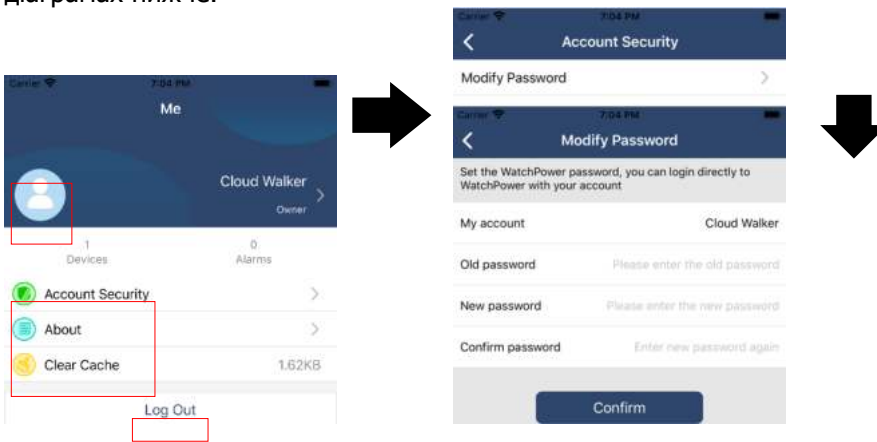 діаграмах нижче.
Carrier 7:04 PM
Me
Cloud Walker
Owner
1
Devices
0
Alarms
Account Security
About
Clear Cache 1.62KB
Log Out
Carrier 7:04 PM
Account Security
Modify Password
Carrier 7:04 PM
Modify Password
Set the WatchPower password, you can login directly to
WatchPower with your account
My account Cloud Walker
Old password Please enter the old password
New password Please enter the new password
Confirm password Enter new password again
Confirm